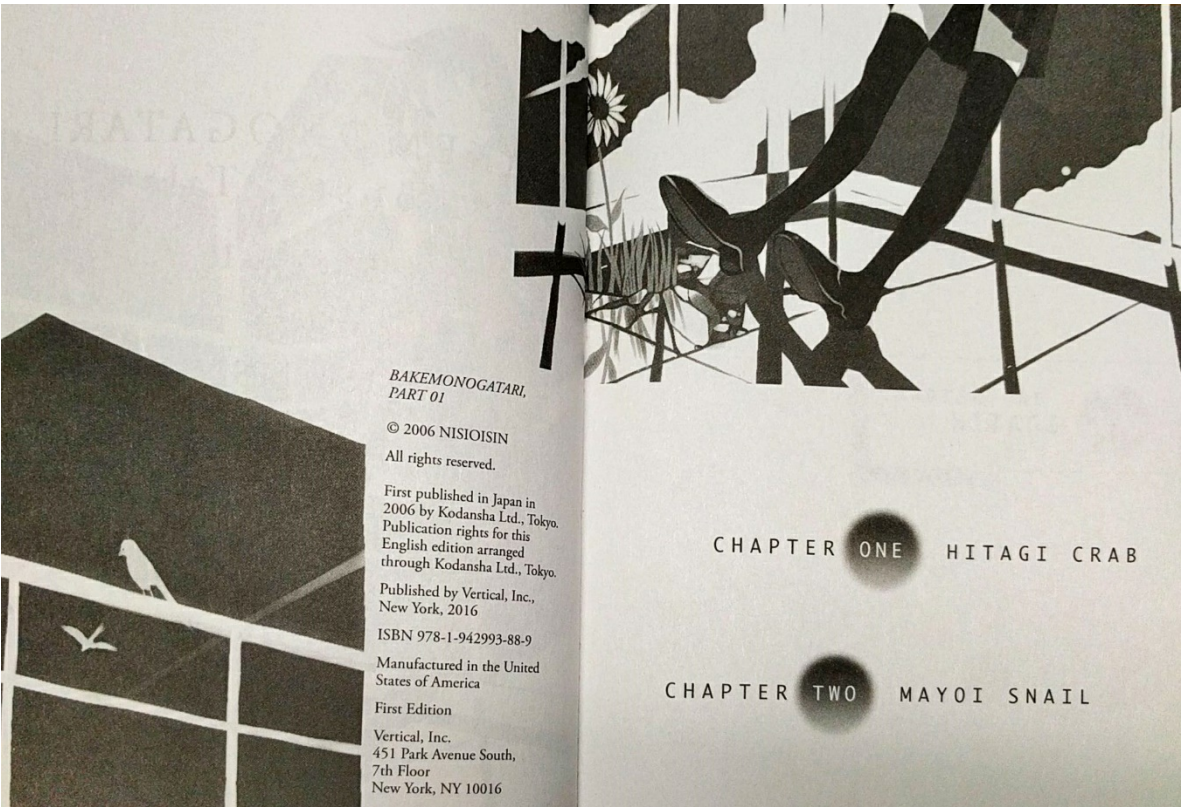 BAKEMONOGATARI,
PART 01
© 2006 NISIOISIN
All rights reserved.
First published in Japan in
2006 by Kodansha Ltd., Tokyo.
Publication rights for this
English edition arranged
through Kodansha Ltd., Tokyo.
Published by Vertical, Inc.,
New York, 2016
ISBN 978-1-942993-88-9
Manufactured in the United
States of America
First Edition
Vertical, Inc.
451 Park Avenue South,
7th Floor
New York, NY 10016
CHAPTER ONE HITAGI CRAB
CHAPTER TWO MAYOI SNAIL